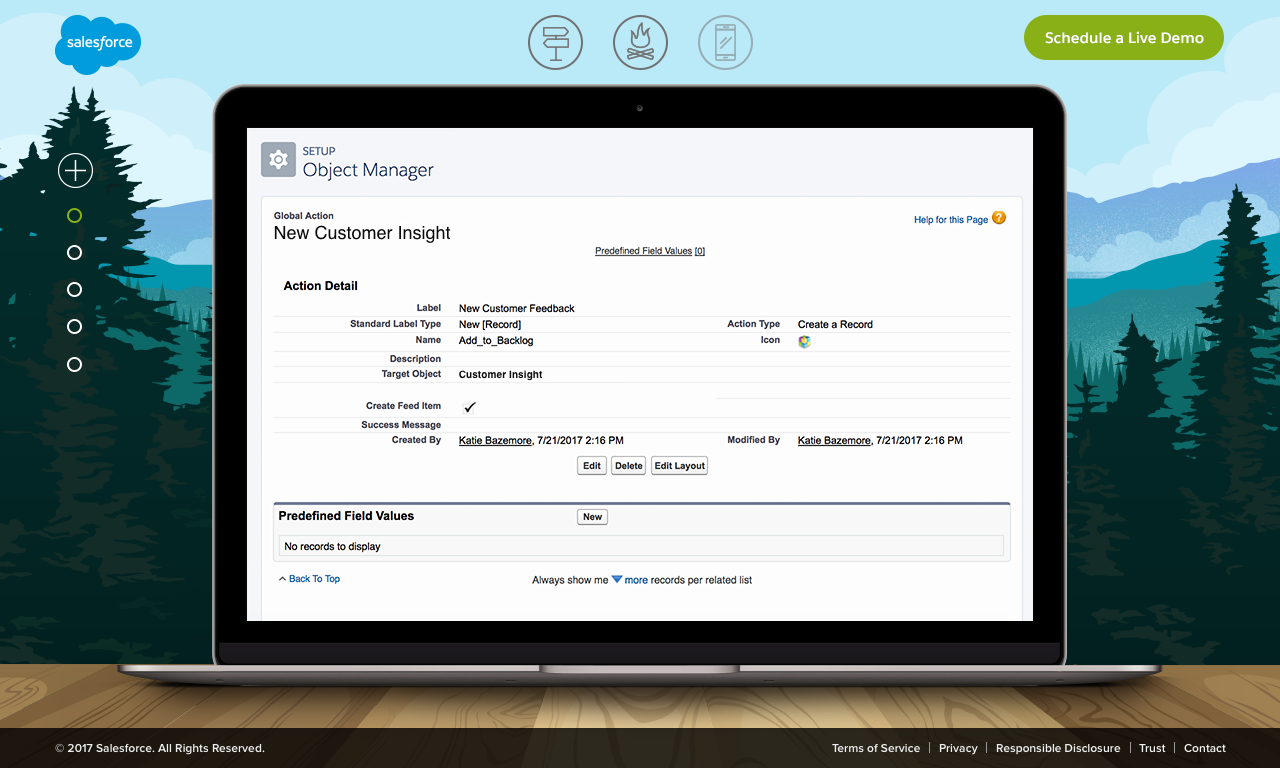 salesforce
Schedule a Live Demo
SETUP
Object Manager
Global Action
New Customer Insight
Help for this Page ?
Predefined Field Values [0]
Action Detail
Label New Customer Feedback
Standard Label Type New [Record] Action Type Create a Record
Name Add_to_Backlog Icon
Description
Target Object Customer Insight
Create Feed Item
Success Message
Created By Katie Bazemore, 7/21/2017 2:16 PM Modified By Katie Bazemore, 7/21/2017 2:16 PM
Edit Delete Edit Layout
Predefined Field Values New
No records to display
Back To Top Always show me more records per related list
© 2017 Salesforce. All Rights Reserved. Terms of Service Privacy Responsible Disclosure Trust Contact